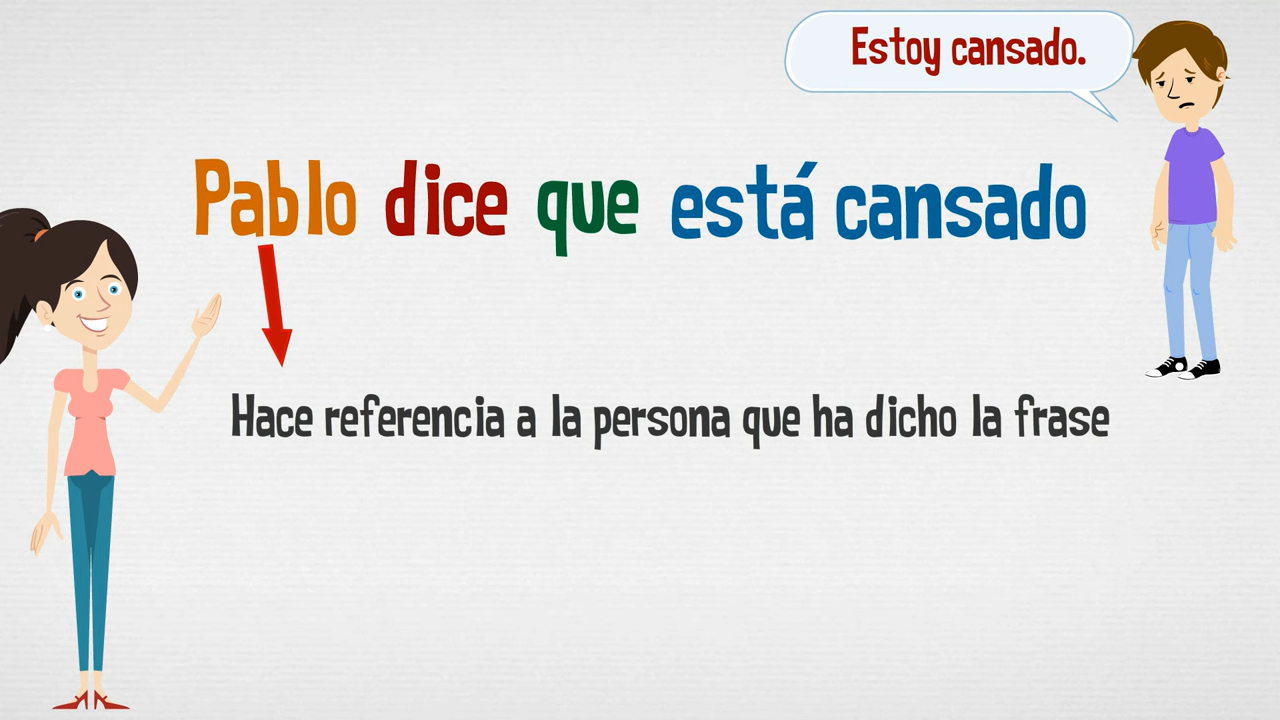 Estoy cansado.
Pablo dice que está cansado
Hace referencia a la persona que ha dicho la frase